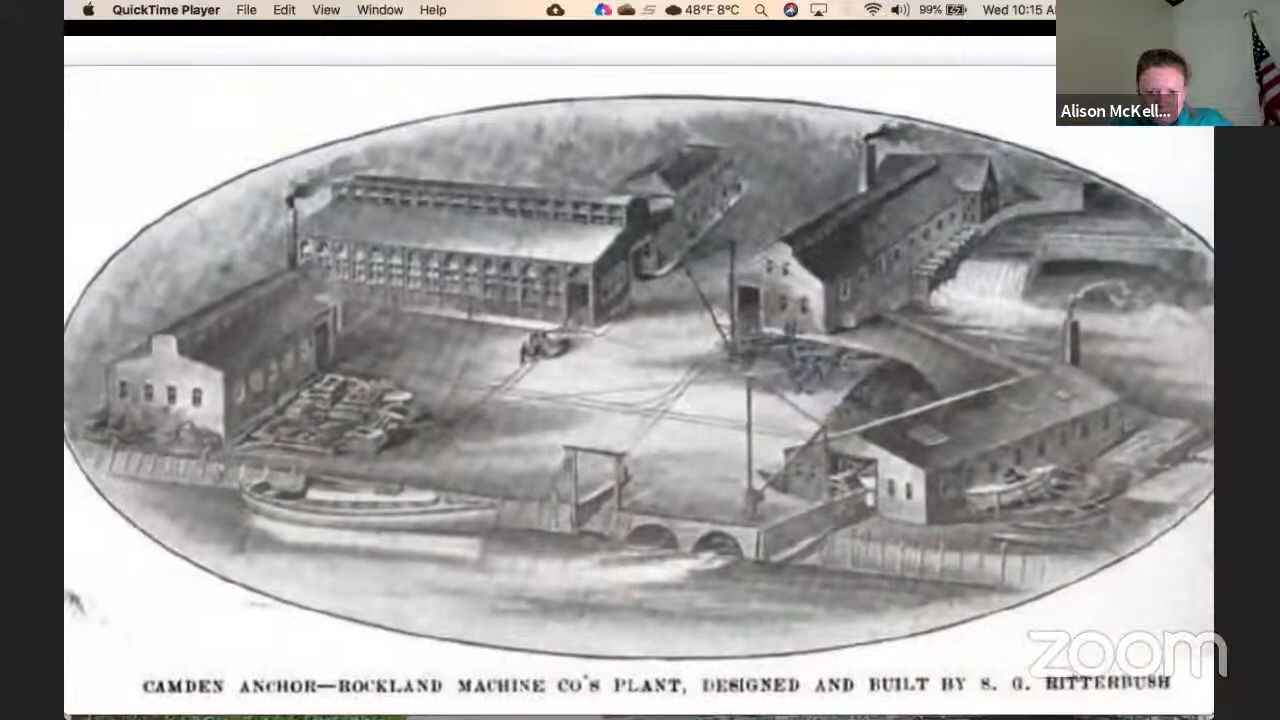 QuickTime Player File Edit View Window Help 48°F 8°C 99% Wed 10:15 A
Alison McKell...
zoom
CAMDEN ANCHOR—ROCKLAND MACHINE CO'S PLANT, DESIGNED AND BUILT BY S. G. RITTERBUSH